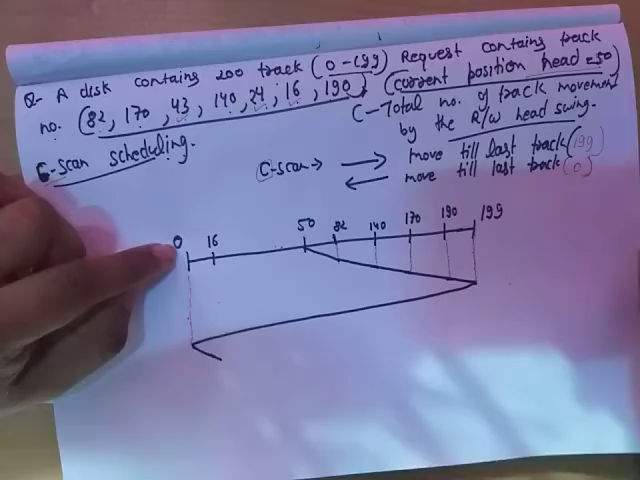 Q- A disk contains 200 track (0-199) Request contains track
no. (82, 170, 43, 140, 24, 16, 190) (current position head = 50)
C-Total no. of track movement
by the R/W head swing.
C-scan scheduling.
C-scan → → move till last track (199)
← move till last track (0)
0 16 50 82 140 170 190 199